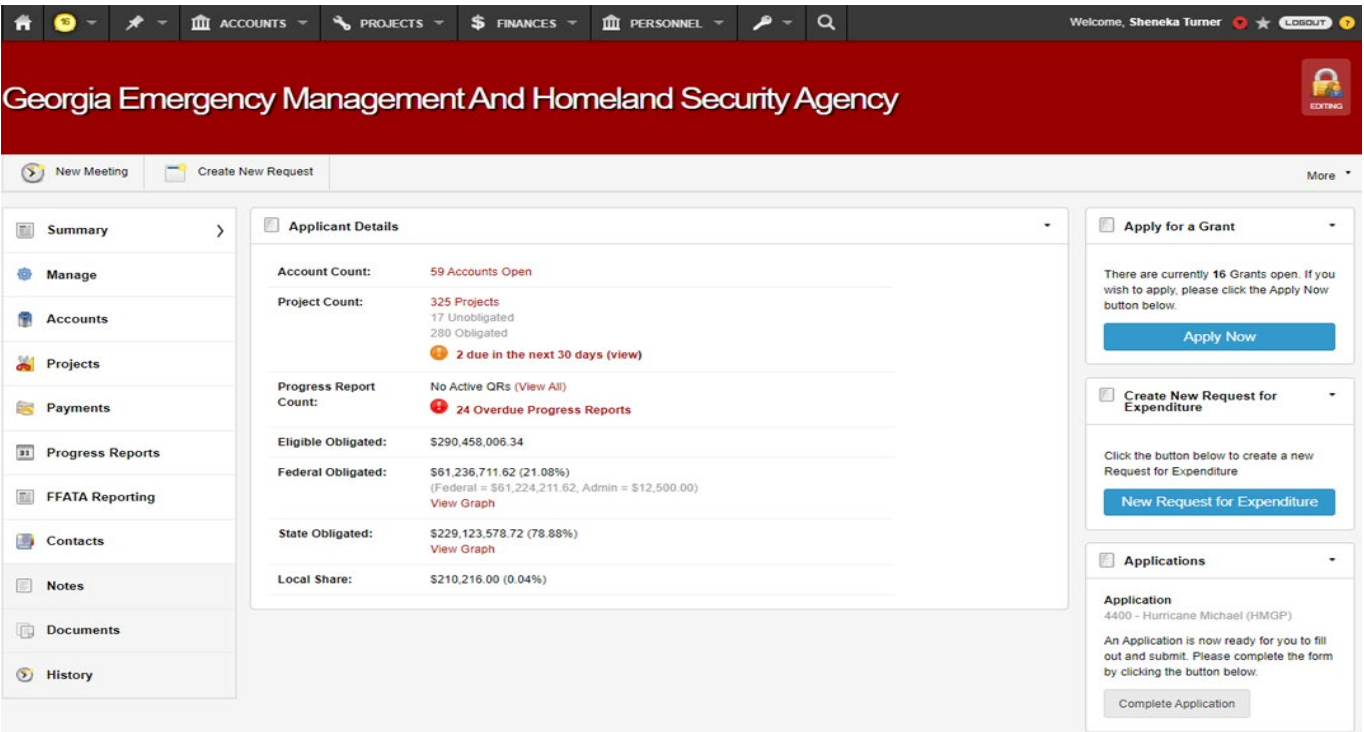 16
ACCOUNTS
PROJECTS
$ FINANCES
PERSONNEL
Welcome, Sheneka Turner
LOGOUT
?
Georgia Emergency Management And Homeland Security Agency
EDITING
New Meeting
Create New Request
More
Summary
Manage
Accounts
Projects
Payments
31 Progress Reports
FFATA Reporting
Contacts
Notes
Documents
History
Applicant Details
Account Count: 59 Accounts Open
Project Count: 325 Projects
17 Unobligated
280 Obligated
2 due in the next 30 days (view)
Progress Report No Active QRs (View All)
Count:
24 Overdue Progress Reports
Eligible Obligated: $290,458,006.34
Federal Obligated: $61,236,711.62 (21.08%)
(Federal = $61,224,211.62, Admin = $12,500.00)
View Graph
State Obligated: $229,123,578.72 (78.88%)
View Graph
Local Share: $210,216.00 (0.04%)
Apply for a Grant
There are currently 16 Grants open. If you
wish to apply, please click the Apply Now
button below.
Apply Now
Create New Request for
Expenditure
Click the button below to create a new
Request for Expenditure
New Request for Expenditure
Applications
Application
4400 - Hurricane Michael (HMGP)
An Application is now ready for you to fill
out and submit. Please complete the form
by clicking the button below.
Complete Application